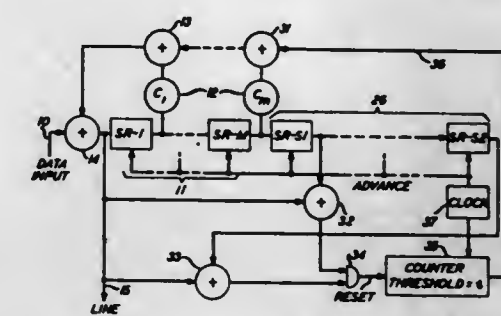 13
31
+
+
36
C₁
12
Cm
26
10
+
SR-1
SR-M
SR-S1
SR-S2
DATA
INPUT
14
11
ADVANCE
+
32
CLOCK
37
33
+
34
35
COUNTER
THRESHOLD = t
RESET
15
LINE